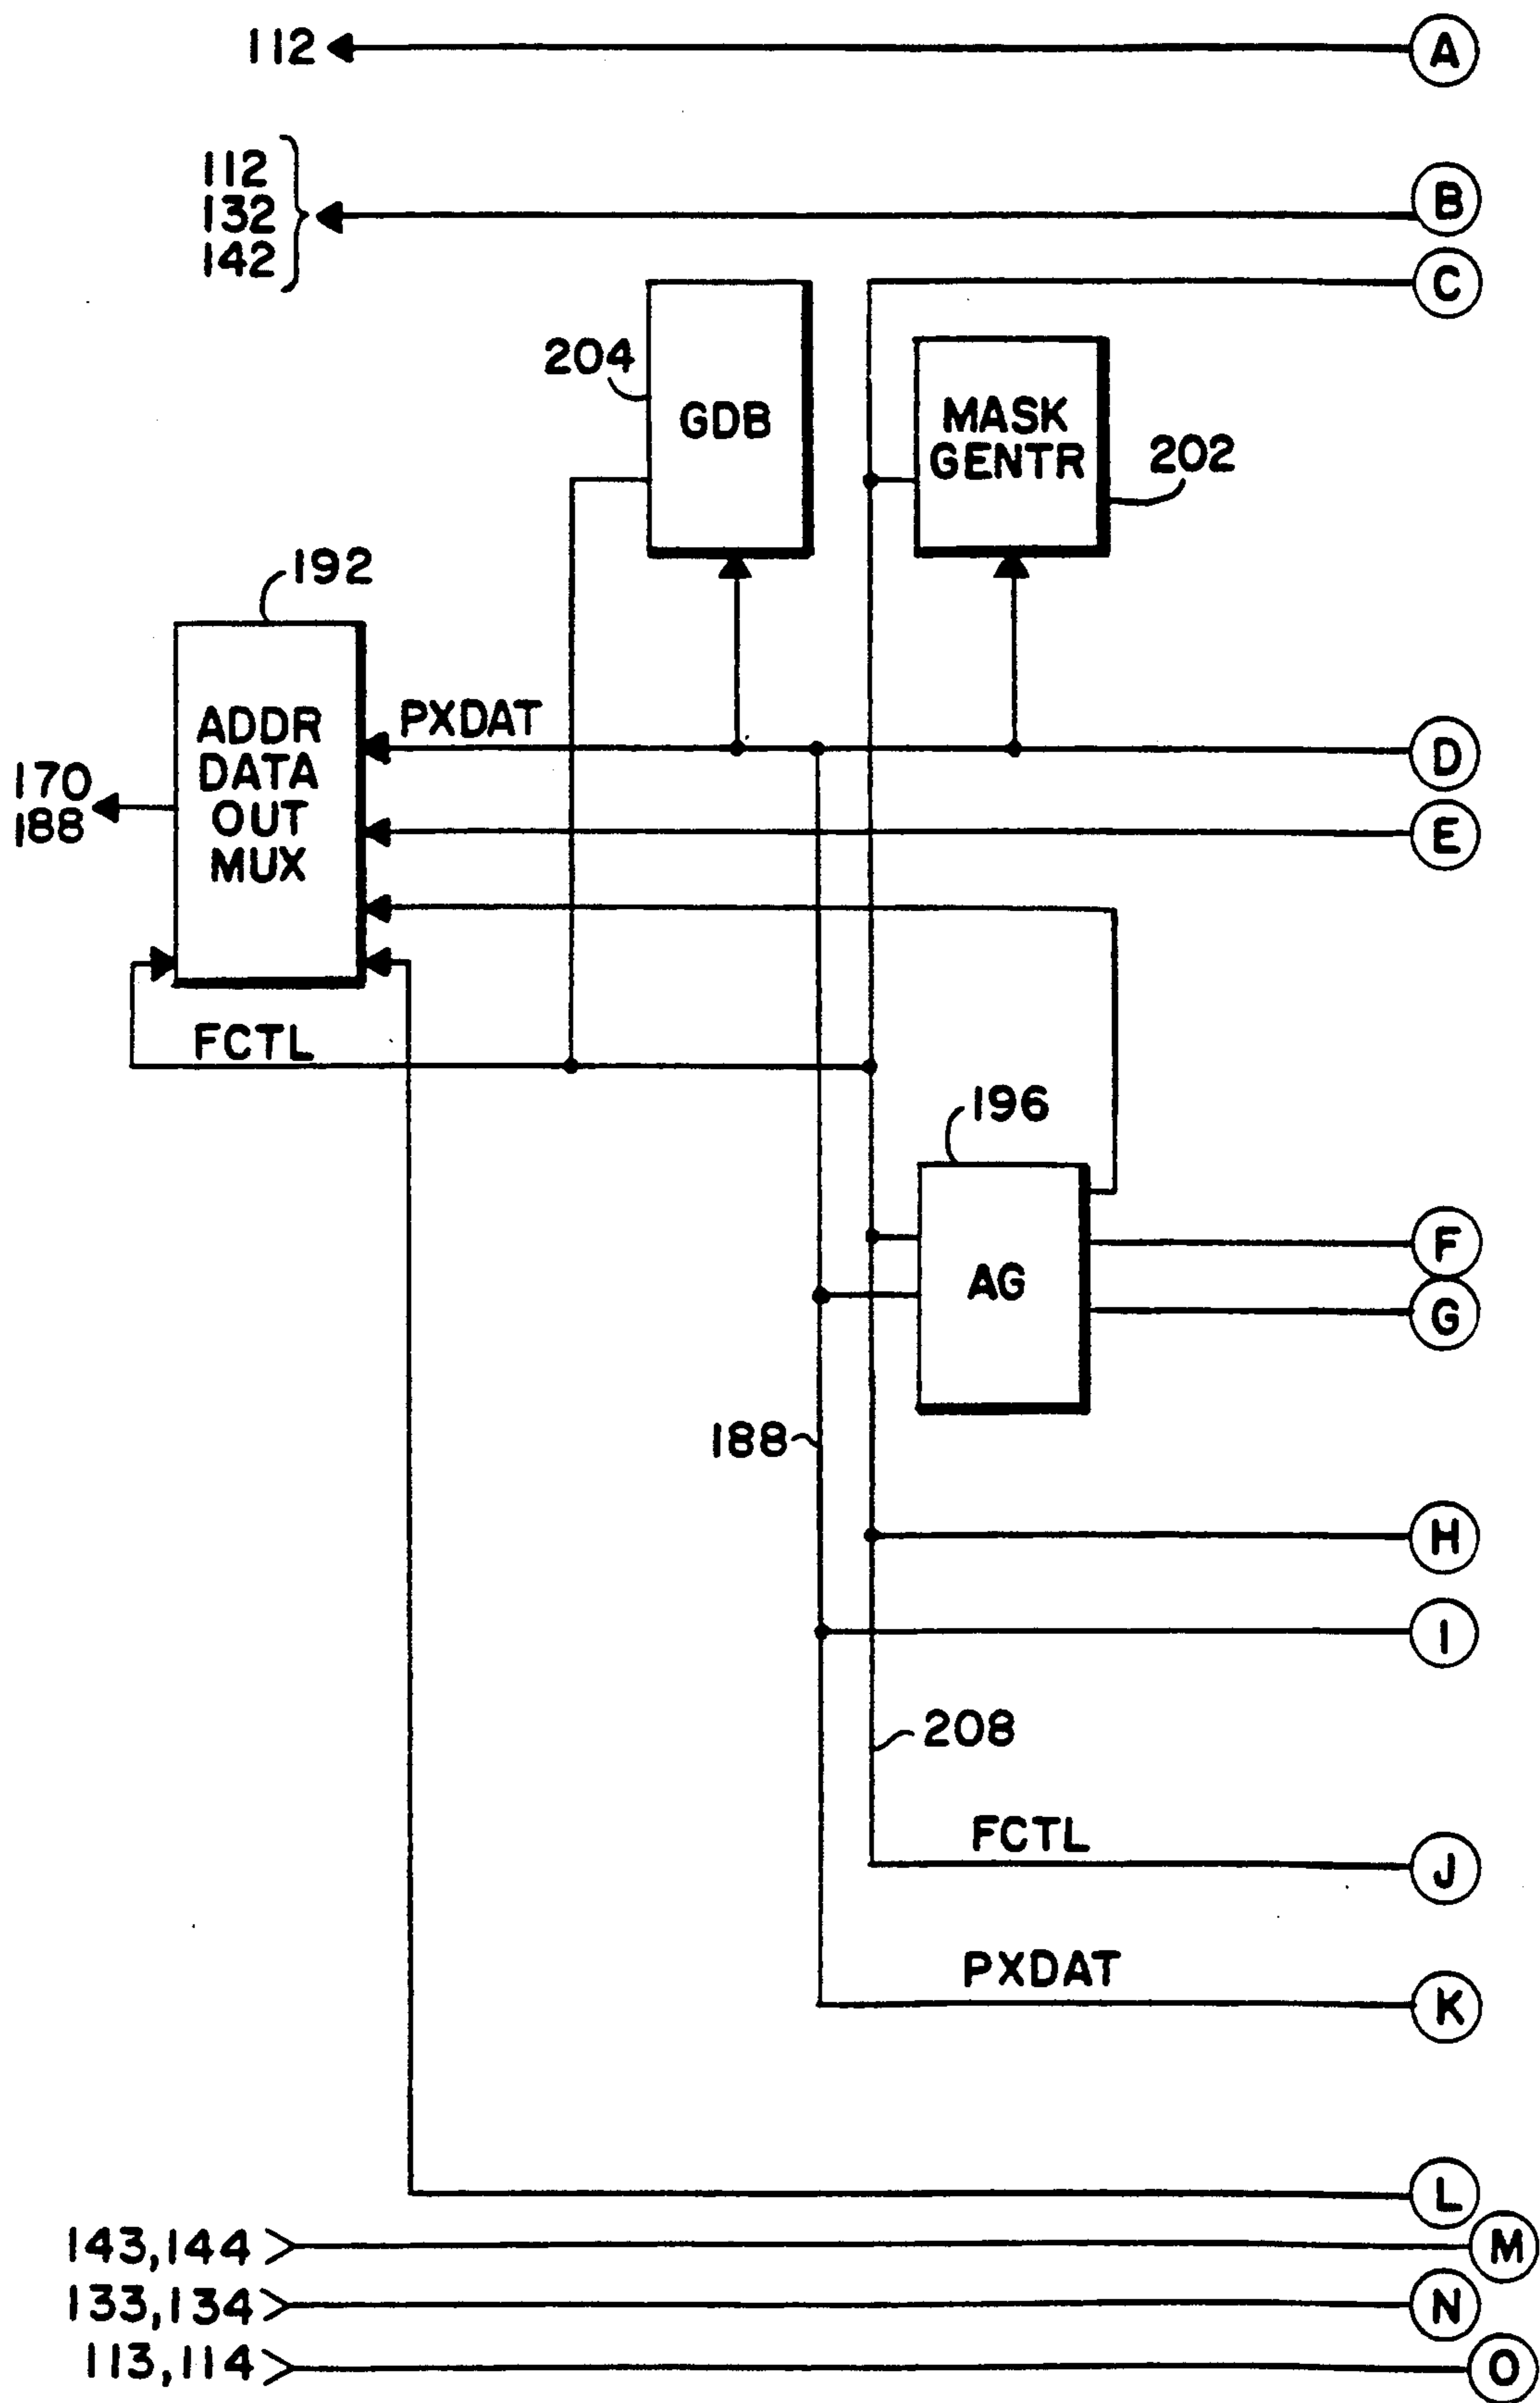 112
A
112
132
142
B
C
204
GDB
MASK
GENTR
202
192
ADDR
DATA
OUT
MUX
PXDAT
D
170
188
E
FCTL
196
AG
F
G
188
H
I
208
FCTL
J
PXDAT
K
L
143,144
M
133,134
N
113,114
O